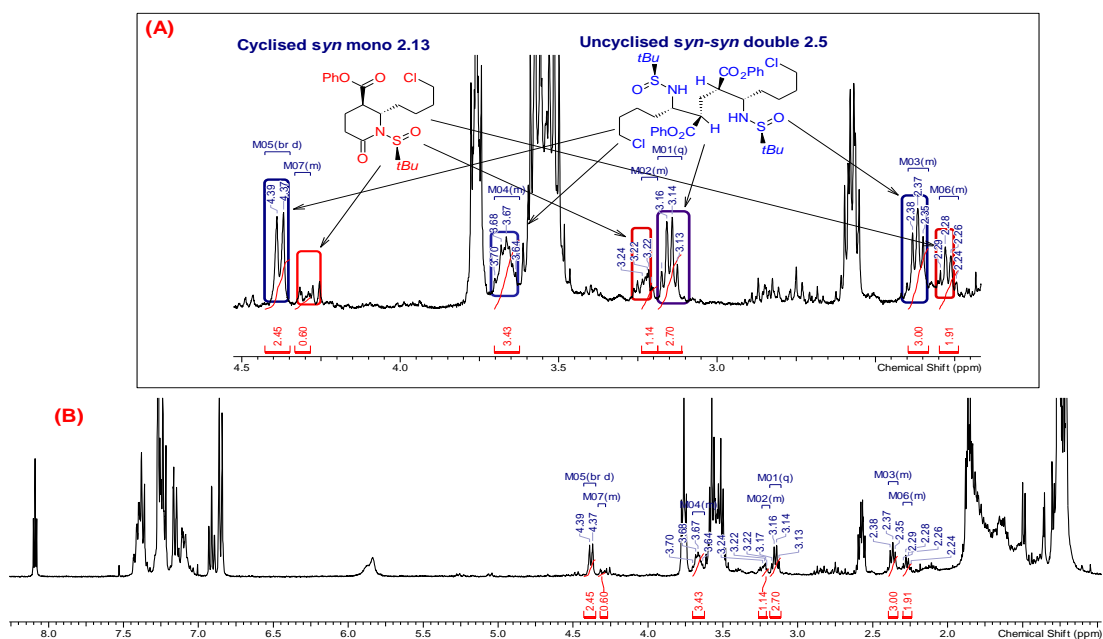 (A)
Cyclised syn mono 2.13
Uncyclised syn-syn double 2.5
PhO
O
Cl
N
S
O
O
tBu
tBu
S
O
NH
H
CO2Ph
Cl
Cl
PhO2C
H
HN
S
O
tBu
M05(br d)
M07(m)
M04(m)
M01(q)
M02(m)
M03(m)
M06(m)
4.39
4.37
3.70
3.68
3.67
3.64
3.24
3.22
3.22
3.16
3.14
3.13
2.38
2.37
2.35
2.29
2.28
2.26
2.24
2.45
0.60
3.43
1.14
2.70
3.00
1.91
4.5
4.0
3.5
3.0
2.5
Chemical Shift (ppm)
(B)
M05(br d)
M07(m)
M04(m)
M01(q)
M02(m)
M03(m)
M06(m)
4.39
4.37
3.70
3.68
3.67
3.64
3.24
3.22
3.22
3.17
3.16
3.14
3.13
2.38
2.37
2.35
2.29
2.28
2.26
2.24
2.45
0.60
3.43
1.14
2.70
3.00
1.91
8.0
7.0
6.5
6.0
5.5
5.0
4.5
4.0
3.5
3.0
2.5
2.0
Chemical Shift (ppm)